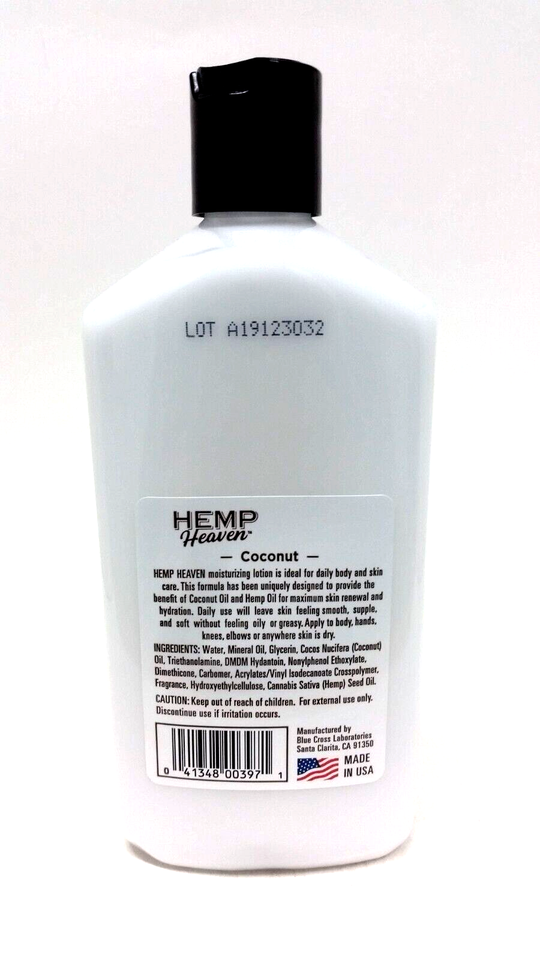 LOT A19123032
HEMP
Heaven™
— Coconut —
HEMP HEAVEN moisturizing lotion is ideal for daily body and skin
care. This formula has been uniquely designed to provide the
benefit of Coconut Oil and Hemp Oil for maximum skin renewal and
hydration. Daily use will leave skin feeling smooth, supple,
and soft without feeling oily or greasy. Apply to body, hands,
knees, elbows or anywhere skin is dry.
INGREDIENTS: Water, Mineral Oil, Glycerin, Cocos Nucifera (Coconut)
Oil, Triethanolamine, DMDM Hydantoin, Nonylphenol Ethoxylate,
Dimethicone, Carbomer, Acrylates/Vinyl Isodecanoate Crosspolymer,
Fragrance, Hydroxyethylcellulose, Cannabis Sativa (Hemp) Seed Oil.
CAUTION: Keep out of reach of children. For external use only.
Discontinue use if irritation occurs.
0 41348 00397 1
Manufactured by
Blue Cross Laboratories
Santa Clarita, CA 91350
MADE
IN USA